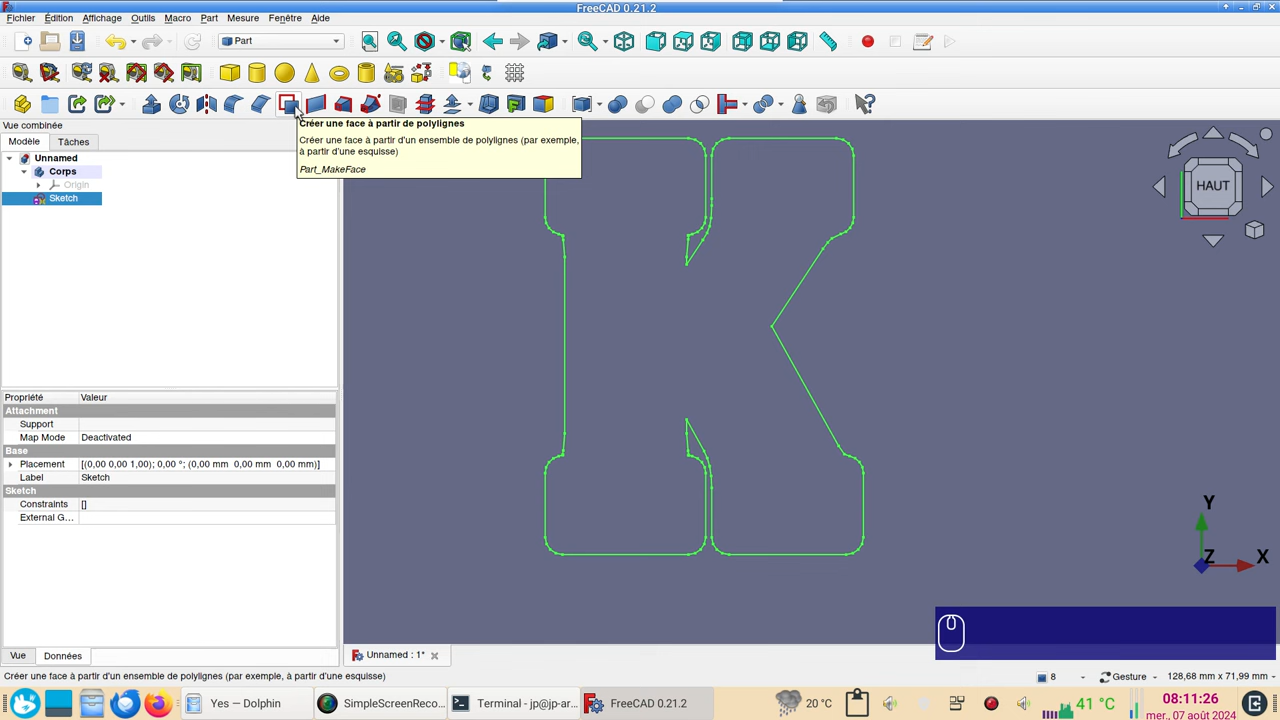 FreeCAD 0.21.2
Fichier Édition Affichage Outils Macro Part Mesure Fenêtre Aide
Part
Vue combinée
Modèle Tâches
Unnamed
Corps
Origin
Sketch
Créer une face à partir de polylignes
Créer une face à partir d'un ensemble de polylignes (par exemple,
à partir d'une esquisse)
Part_MakeFace
HAUT
Propriété Valeur
Attachment
Support
Map Mode Deactivated
Base
Placement [(0,00 0,00 1,00); 0,00 °; (0,00 mm 0,00 mm 0,00 mm)]
Label Sketch
Sketch
Constraints []
External G...
Y
Z
X
Vue Données
Unnamed : 1*
Créer une face à partir d'un ensemble de polylignes (par exemple, à partir d'une esquisse)
8 Gesture 128,68 mm x 71,99 mm
Yes — Dolphin
SimpleScreenReco...
Terminal - jp@jp-ar...
FreeCAD 0.21.2
20 °C
41 °C
08:11:26
mer., 07 août 2024